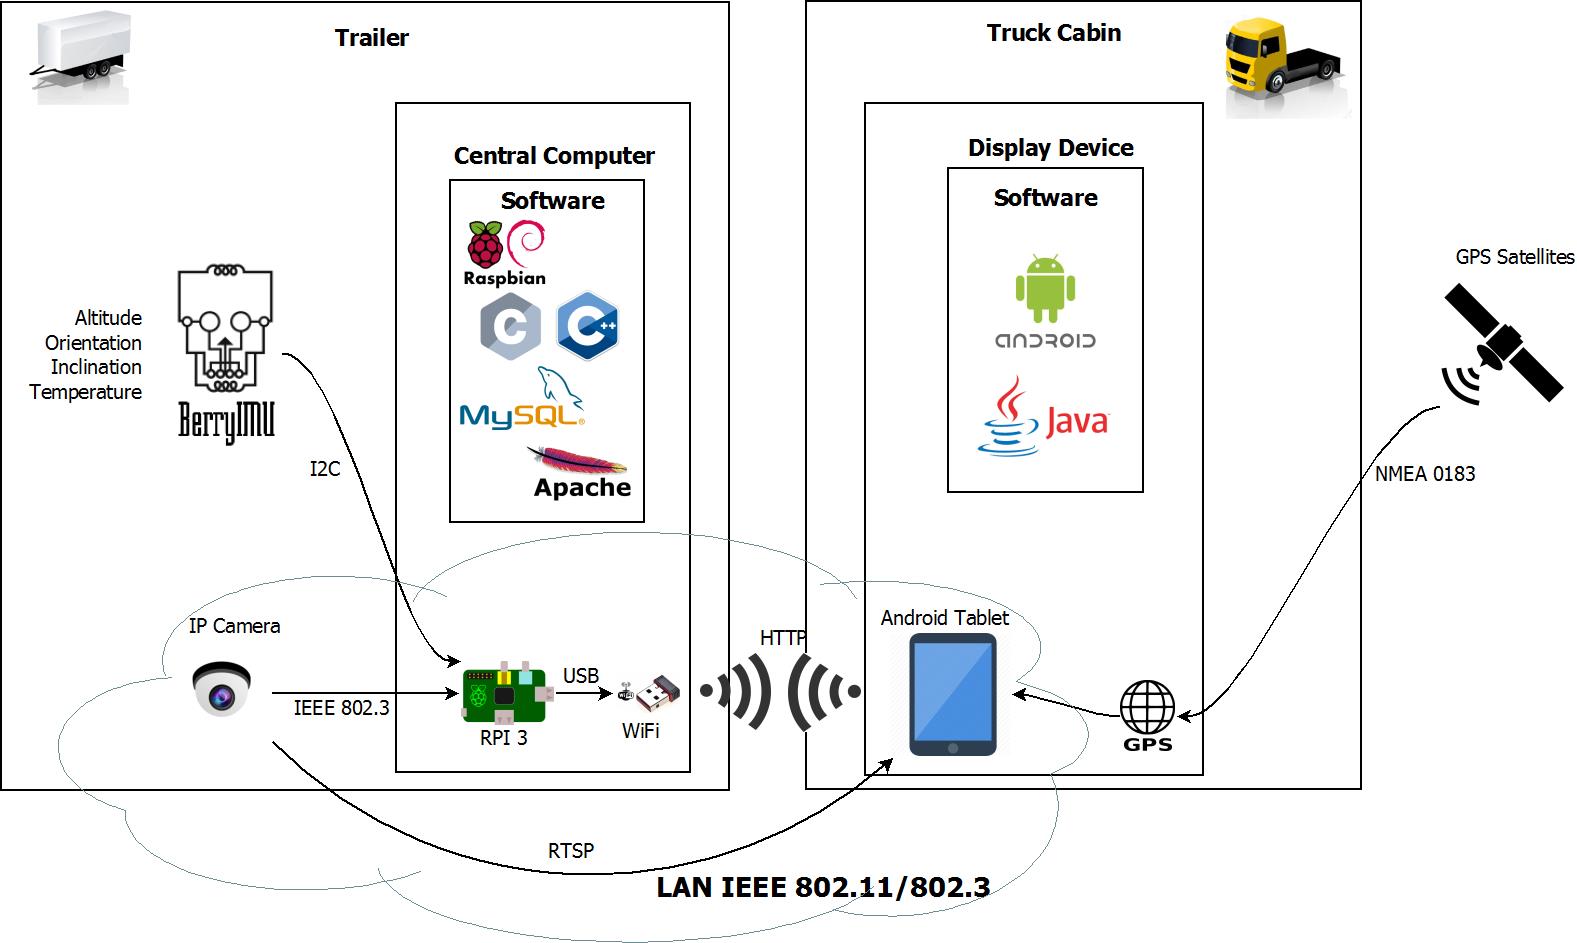 Trailer
Truck Cabin
Central Computer
Software
Raspbian
C
C++
MySQL®
Apache
Display Device
Software
ANDROID
Java
GPS Satellites
Altitude
Orientation
Inclination
Temperature
BerryIMU
I2C
NMEA 0183
IP Camera
IEEE 802.3
RPI 3
USB
WiFi
HTTP
Android Tablet
GPS
RTSP
LAN IEEE 802.11/802.3